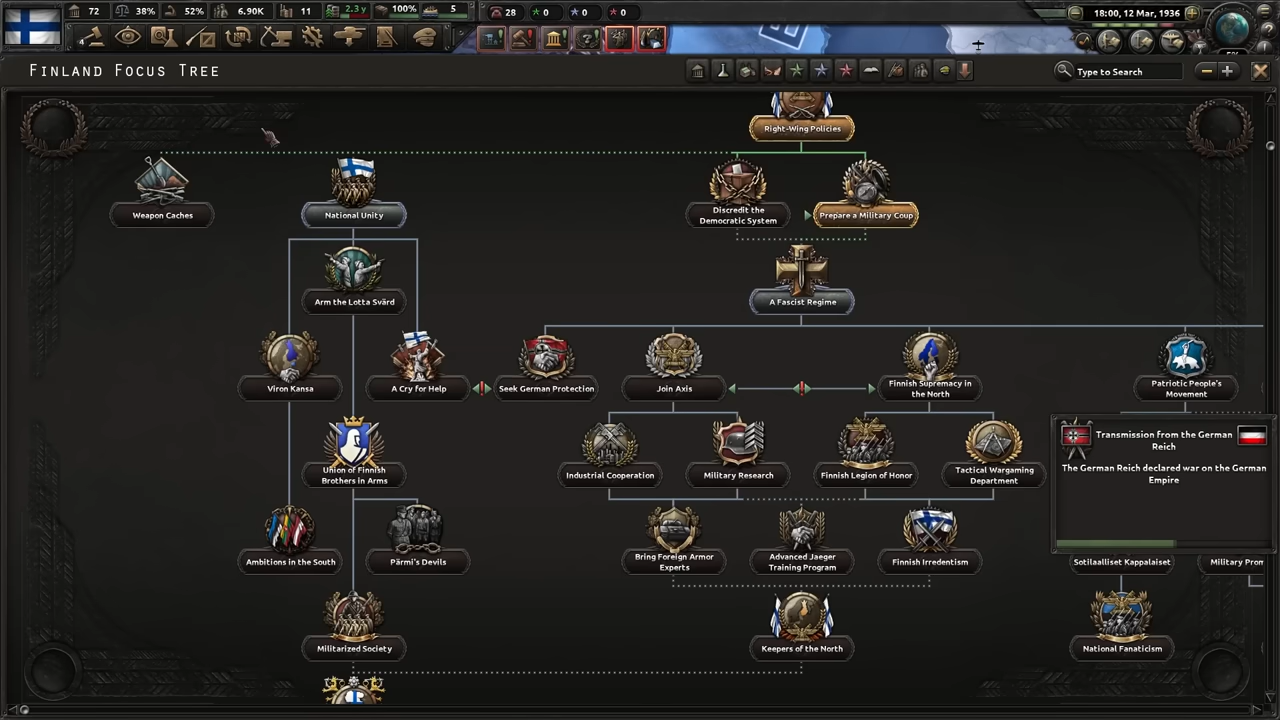 72
38%
52%
6.90K
11
2.3 y
100%
5
28
0
0
0
18:00, 12 Mar, 1936
4
Finland Focus Tree
Type to Search
Right-Wing Policies
Weapon Caches
National Unity
Discredit the
Democratic System
Prepare a Military Coup
Arm the Lotta Svärd
A Fascist Regime
Viron Kansa
A Cry for Help
Seek German Protection
Join Axis
Finnish Supremacy in
the North
Patriotic People's
Movement
Transmission from the German
Reich
The German Reich declared war on the German
Empire
Union of Finnish
Brothers in Arms
Industrial Cooperation
Military Research
Finnish Legion of Honor
Tactical Wargaming
Department
Ambitions in the South
Pärmi's Devils
Bring Foreign Armor
Experts
Advanced Jaeger
Training Program
Finnish Irredentism
Sotilaalliset Kappalaiset
Military Prom
Militarized Society
Keepers of the North
National Fanaticism